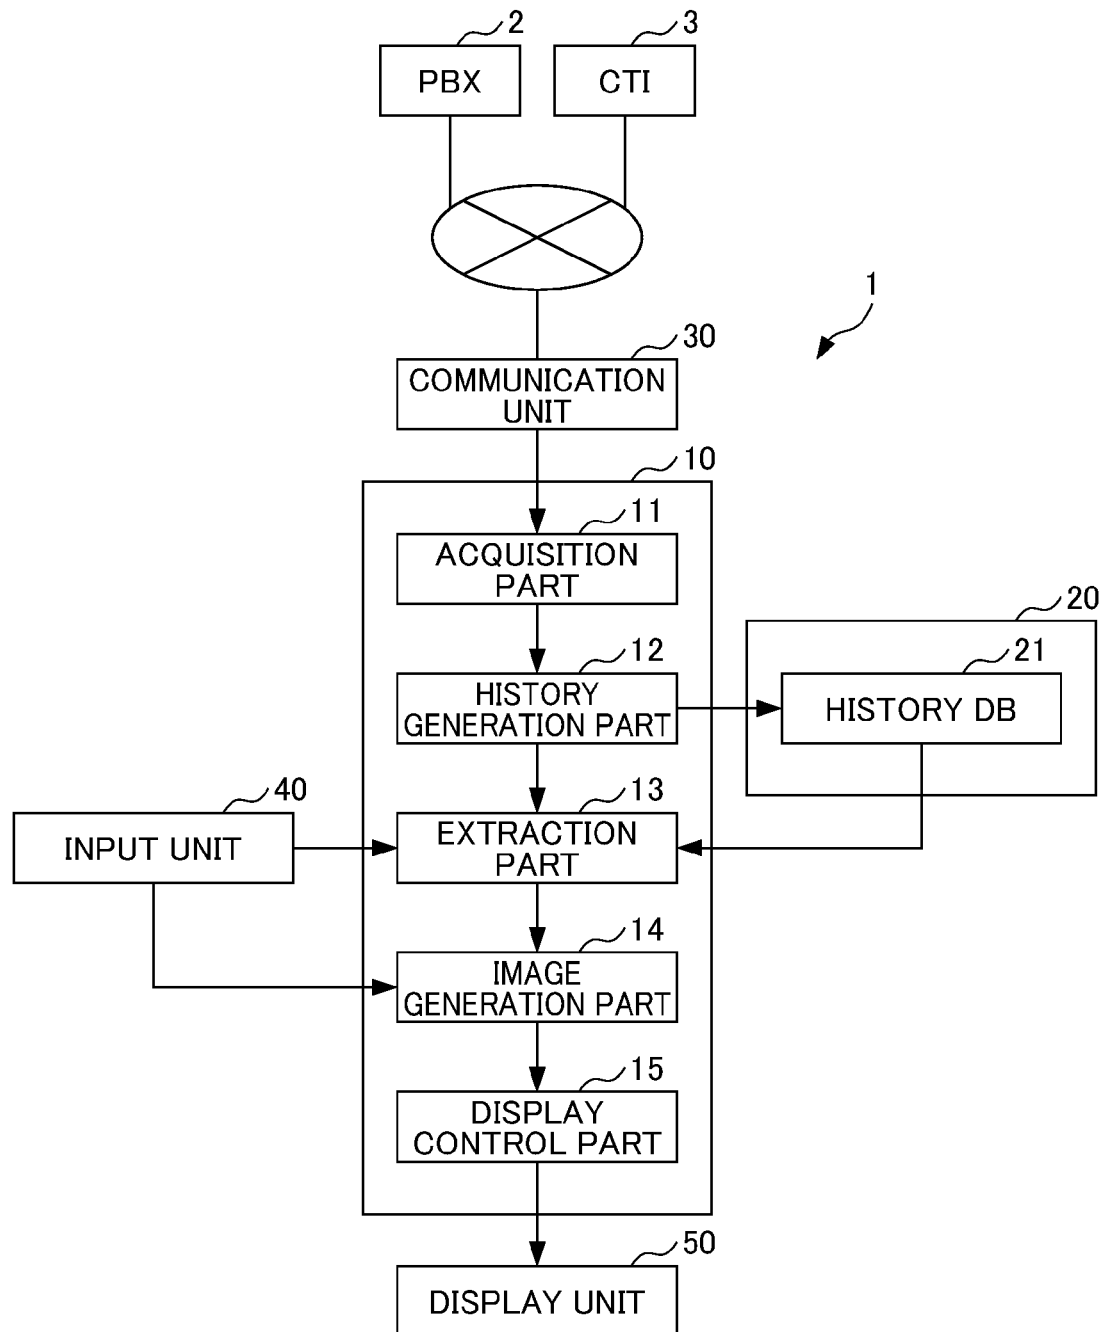 2
3
PBX
CTI
1
30
COMMUNICATION
UNIT
10
11
ACQUISITION
PART
20
12
21
HISTORY
GENERATION PART
HISTORY DB
40
13
INPUT UNIT
EXTRACTION
PART
14
IMAGE
GENERATION PART
15
DISPLAY
CONTROL PART
50
DISPLAY UNIT